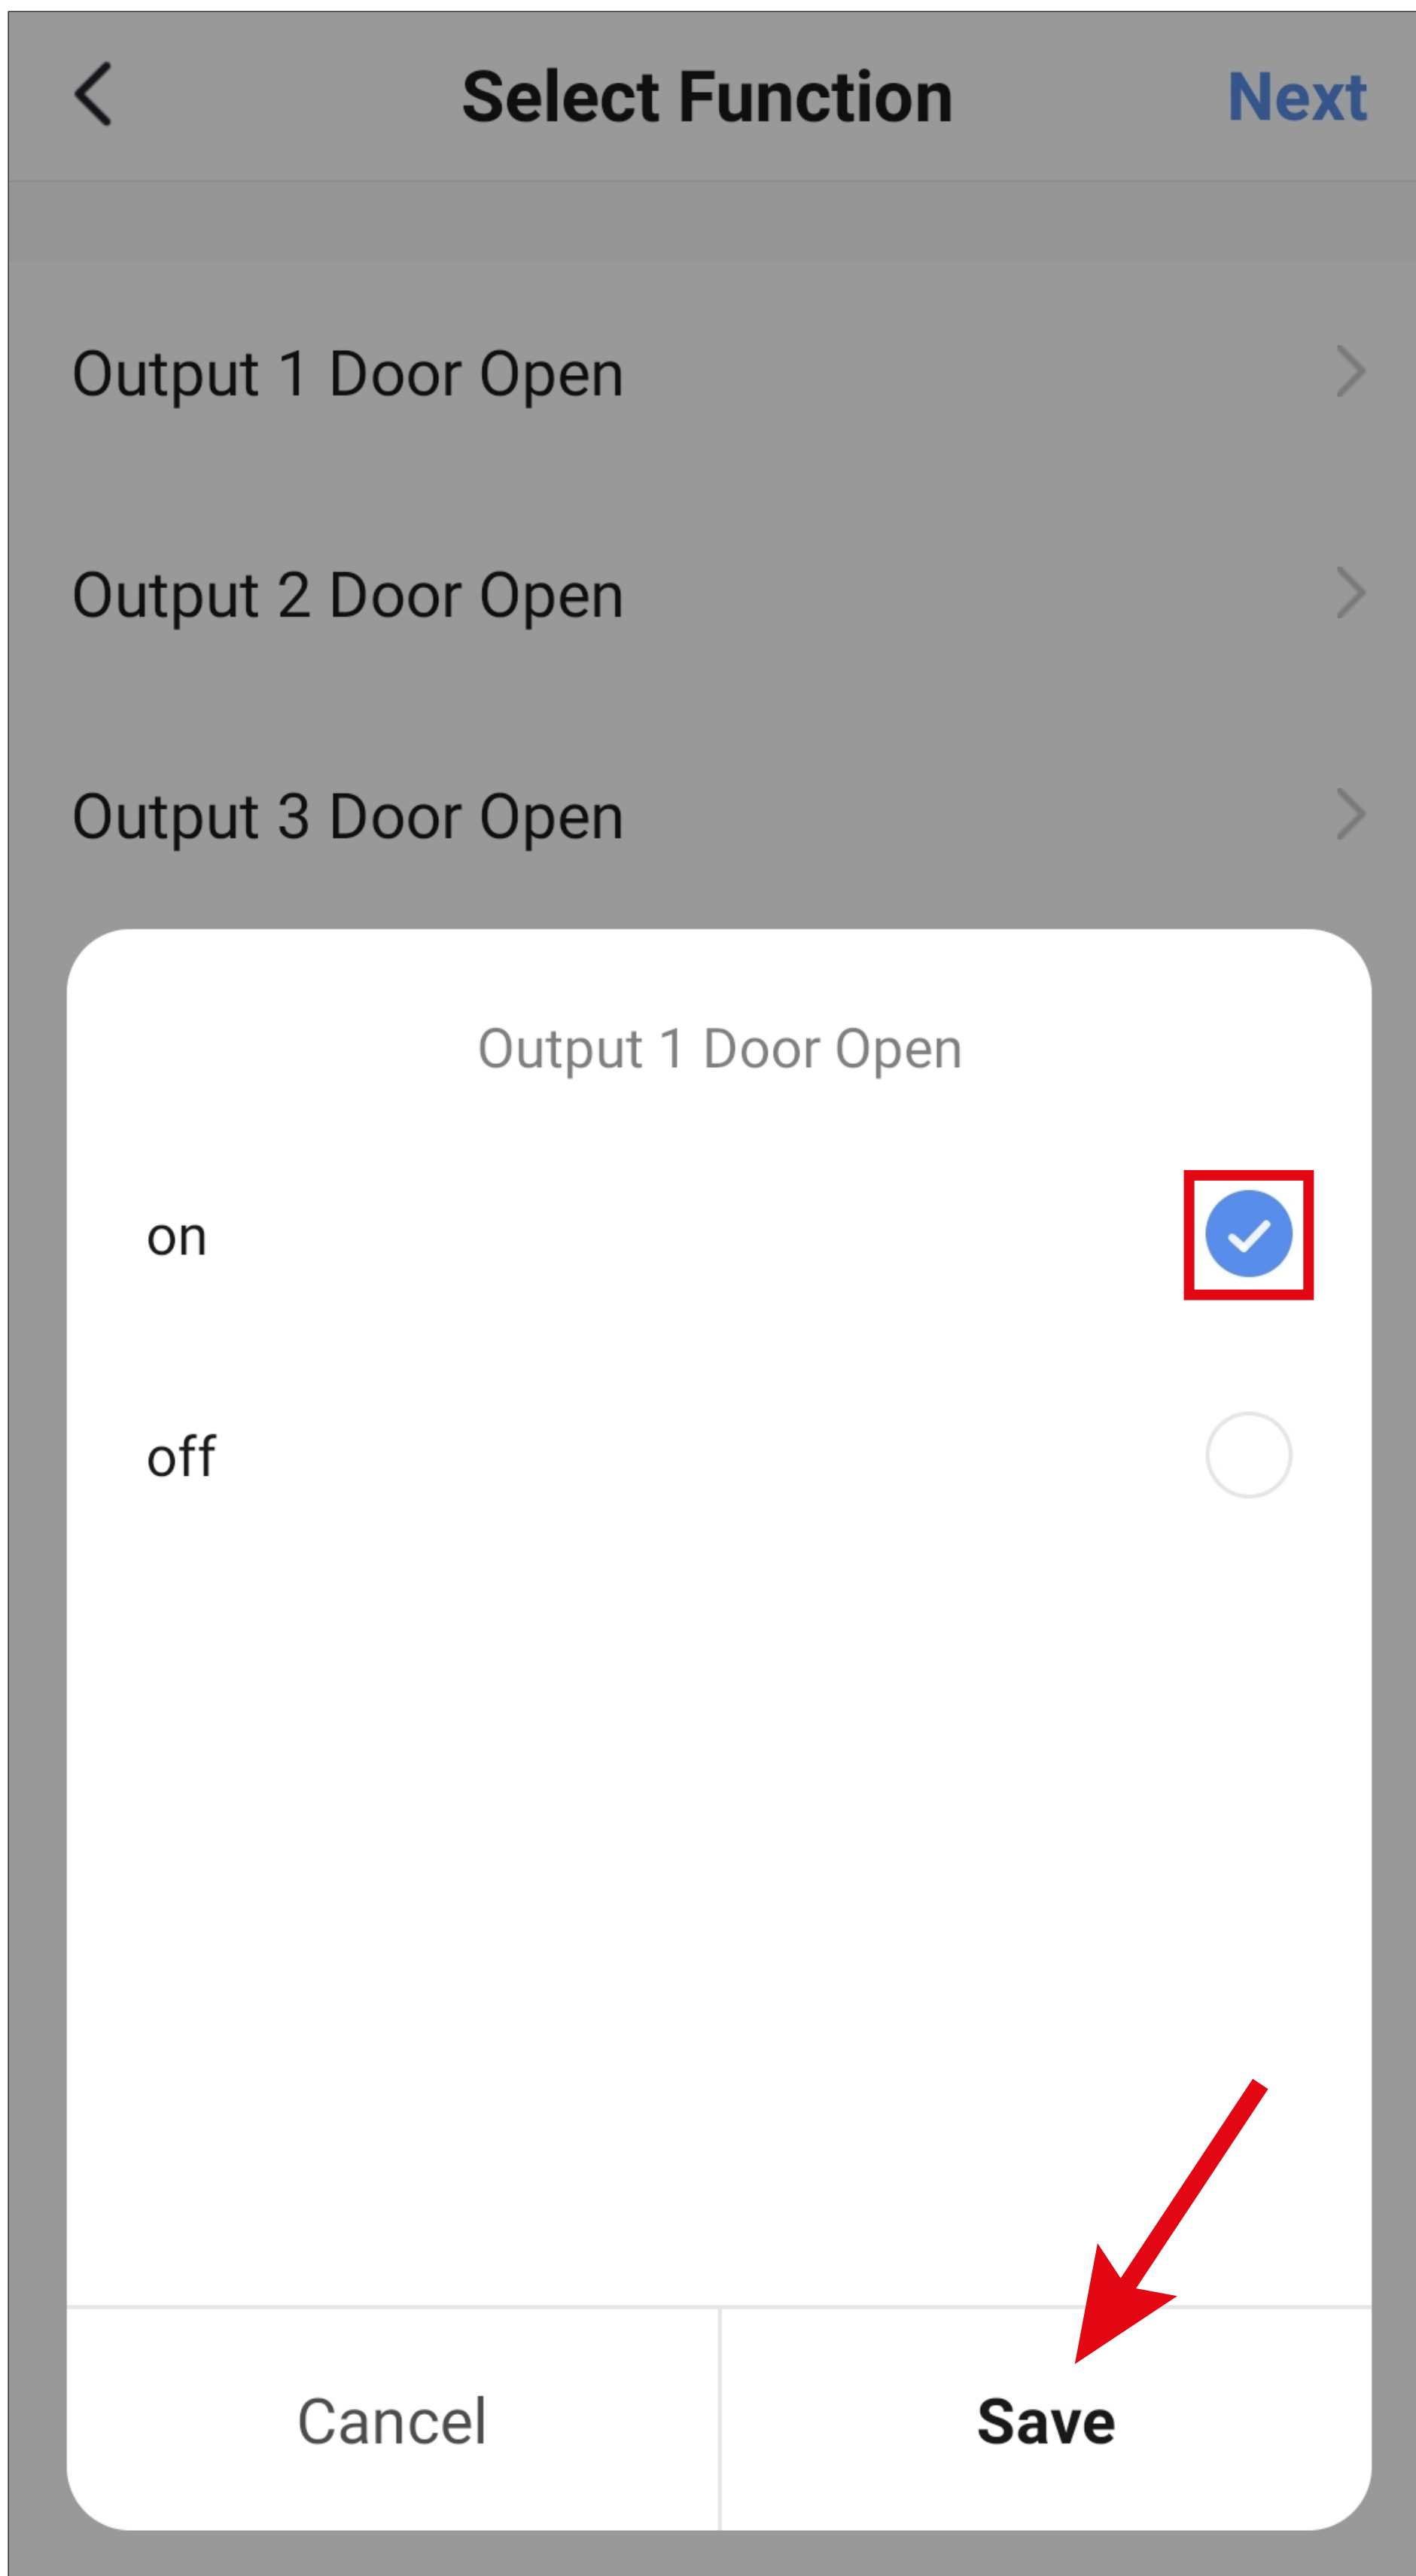 Select Function
Next
Output 1 Door Open
Output 2 Door Open
Output 3 Door Open
Output 1 Door Open
on
off
Cancel
Save